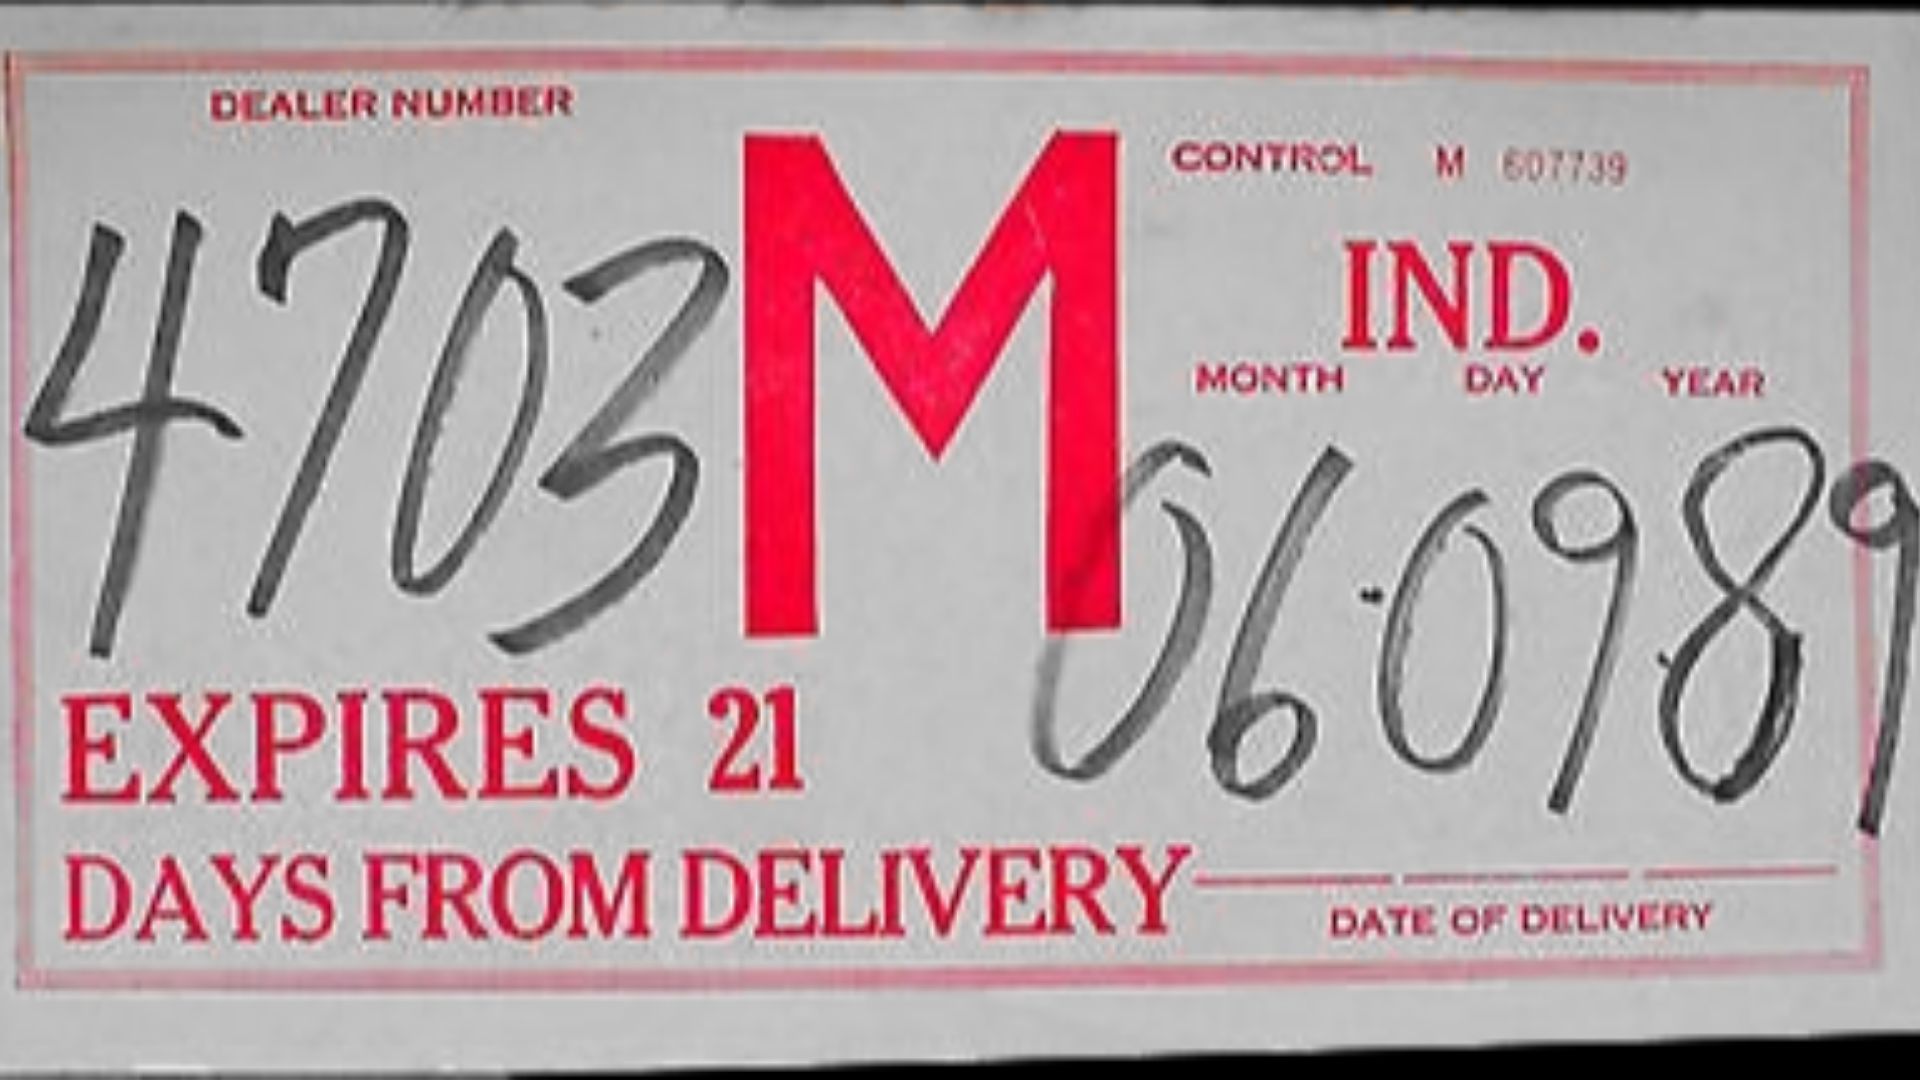 DEALER NUMBER
4703
M
CONTROL M 607739
IND.
MONTH DAY YEAR
06 09 89
EXPIRES 21
DAYS FROM DELIVERY
DATE OF DELIVERY